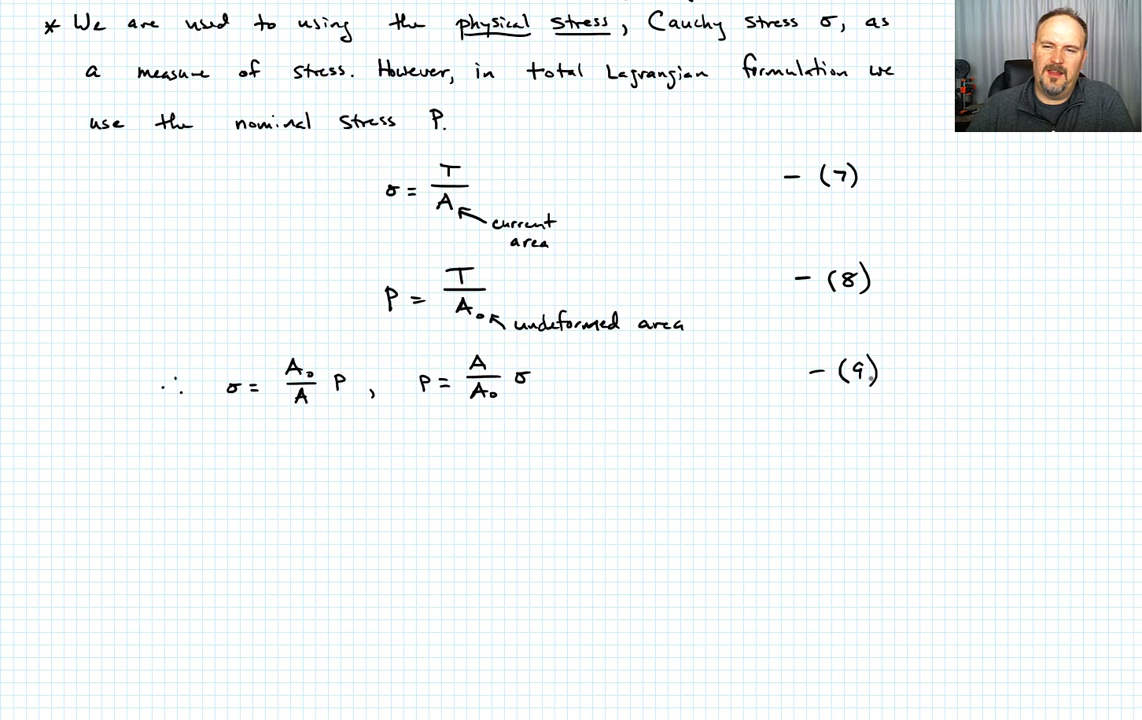 * We are used to using the physical stress, Cauchy stress σ, as
a measure of stress. However, in total Lagrangian formulation we
use the nominal stress P.
σ = T/A - (7)
current
area
P = T/A₀ - (8)
undeformed area
∴ σ = A₀/A P, P = A/A₀ σ - (9)